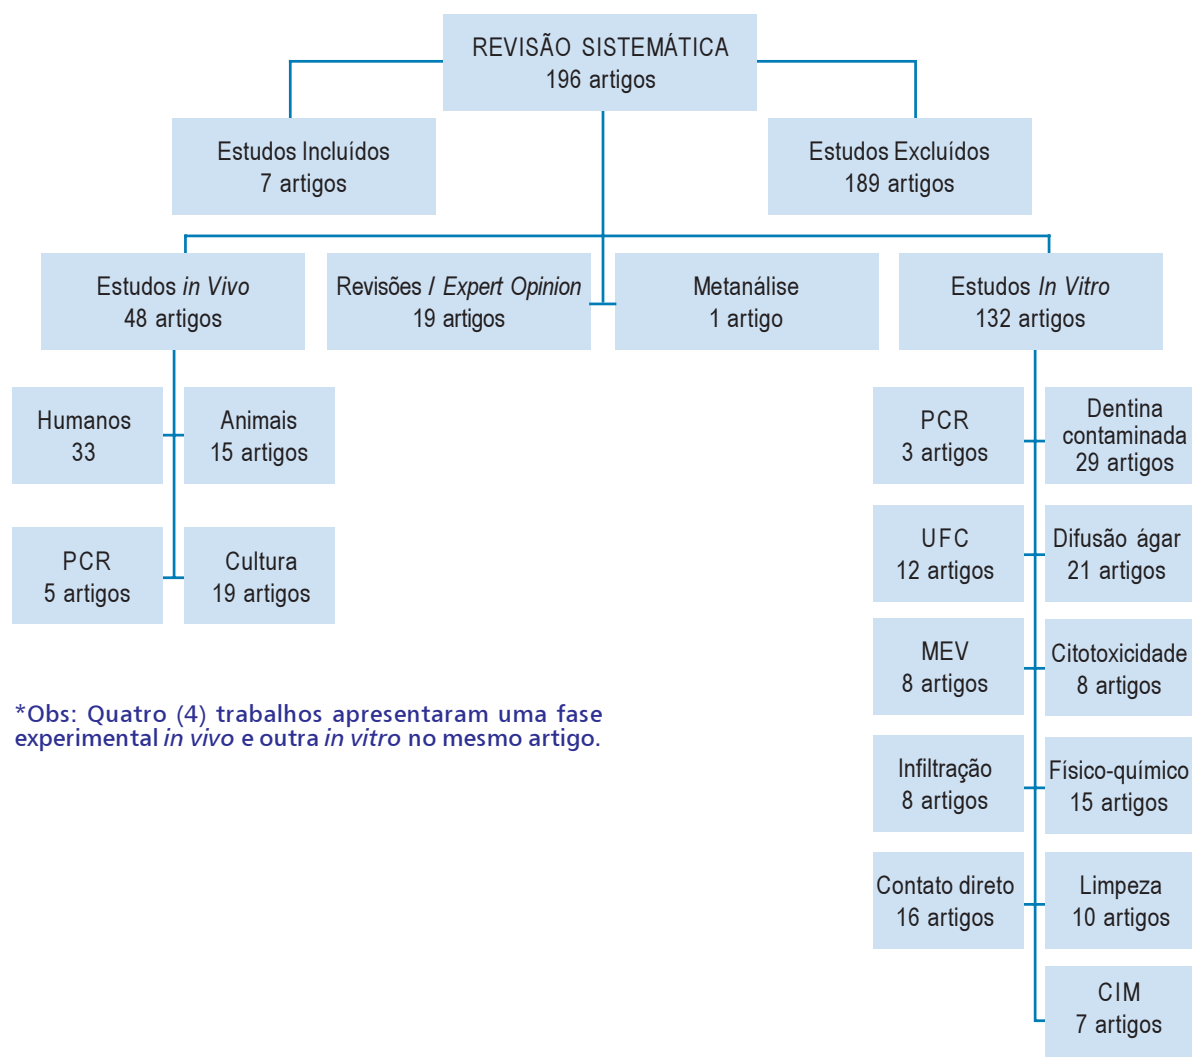 REVISÃO SISTEMÁTICA
196 artigos
Estudos Incluídos
7 artigos
Estudos Excluídos
189 artigos
Estudos in Vivo
48 artigos
Revisões / Expert Opinion
19 artigos
Metanálise
1 artigo
Estudos In Vitro
132 artigos
Humanos
33
Animais
15 artigos
PCR
5 artigos
Cultura
19 artigos
PCR
3 artigos
Dentina
contaminada
29 artigos
UFC
12 artigos
Difusão ágar
21 artigos
MEV
8 artigos
Citotoxicidade
8 artigos
Infiltração
8 artigos
Físico-químico
15 artigos
Contato direto
16 artigos
Limpeza
10 artigos
CIM
7 artigos
*Obs: Quatro (4) trabalhos apresentaram uma fase
experimental in vivo e outra in vitro no mesmo artigo.